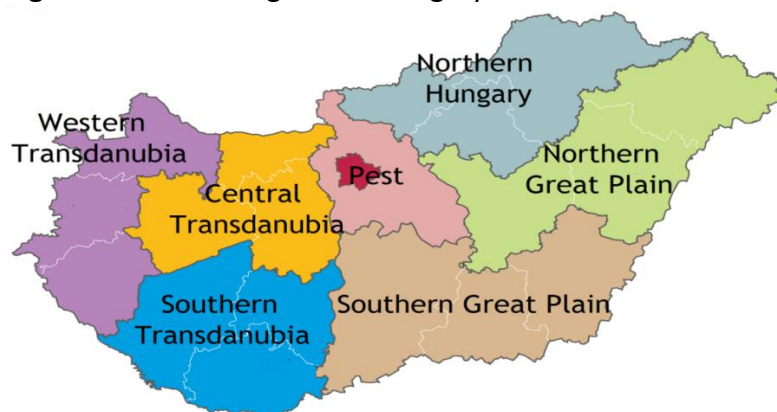 Northern
Hungary
Western
Transdanubia
Pest
Northern
Great Plain
Central
Transdanubia
Southern
Transdanubia
Southern Great Plain